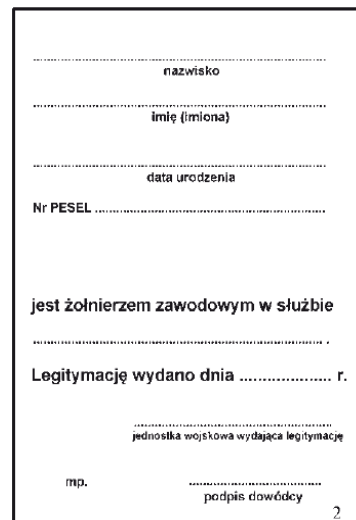 ................................................
nazwisko
................................................
imię (imiona)
................................................
data urodzenia
Nr PESEL ................................................
jest żołnierzem zawodowym w służbie
................................................ .
Legitymację wydano dnia ................... r.
................................................
jednostka wojskowa wydająca legitymację
mp. ..............................
podpis dowódcy
2